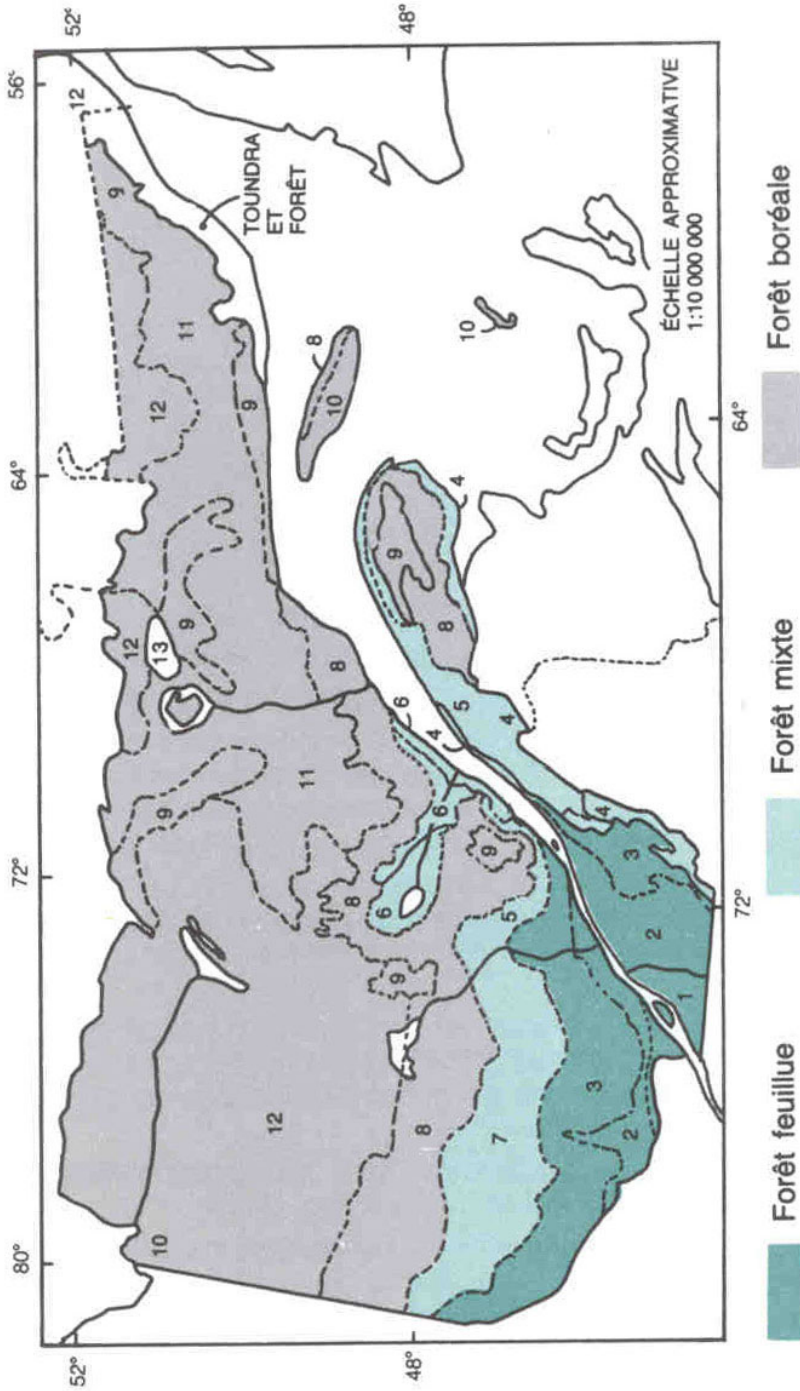 80° 72° 64° 56°
52° 52°
12
9
10 9 12 13 12 11
9
TOUNDRA
ET
FORÊT
12 11 9
8 8
8 10
6
48° 8 9 6 6 9 48°
10
7 5 9 4 5 8 4
3 4
2 3 4
2
1
ÉCHELLE APPROXIMATIVE
1:10 000 000
72° 64°
Forêt feuillue Forêt mixte Forêt boréale